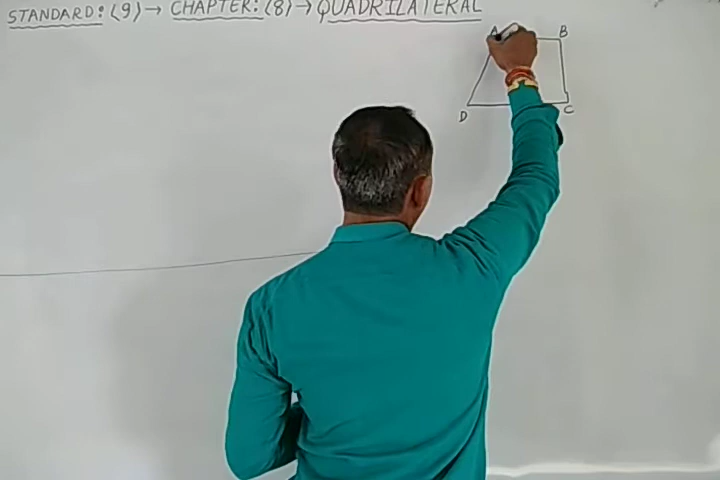 STANDARD: (9) → CHAPTER: (8) → QUADRILATERAL
A B
D C